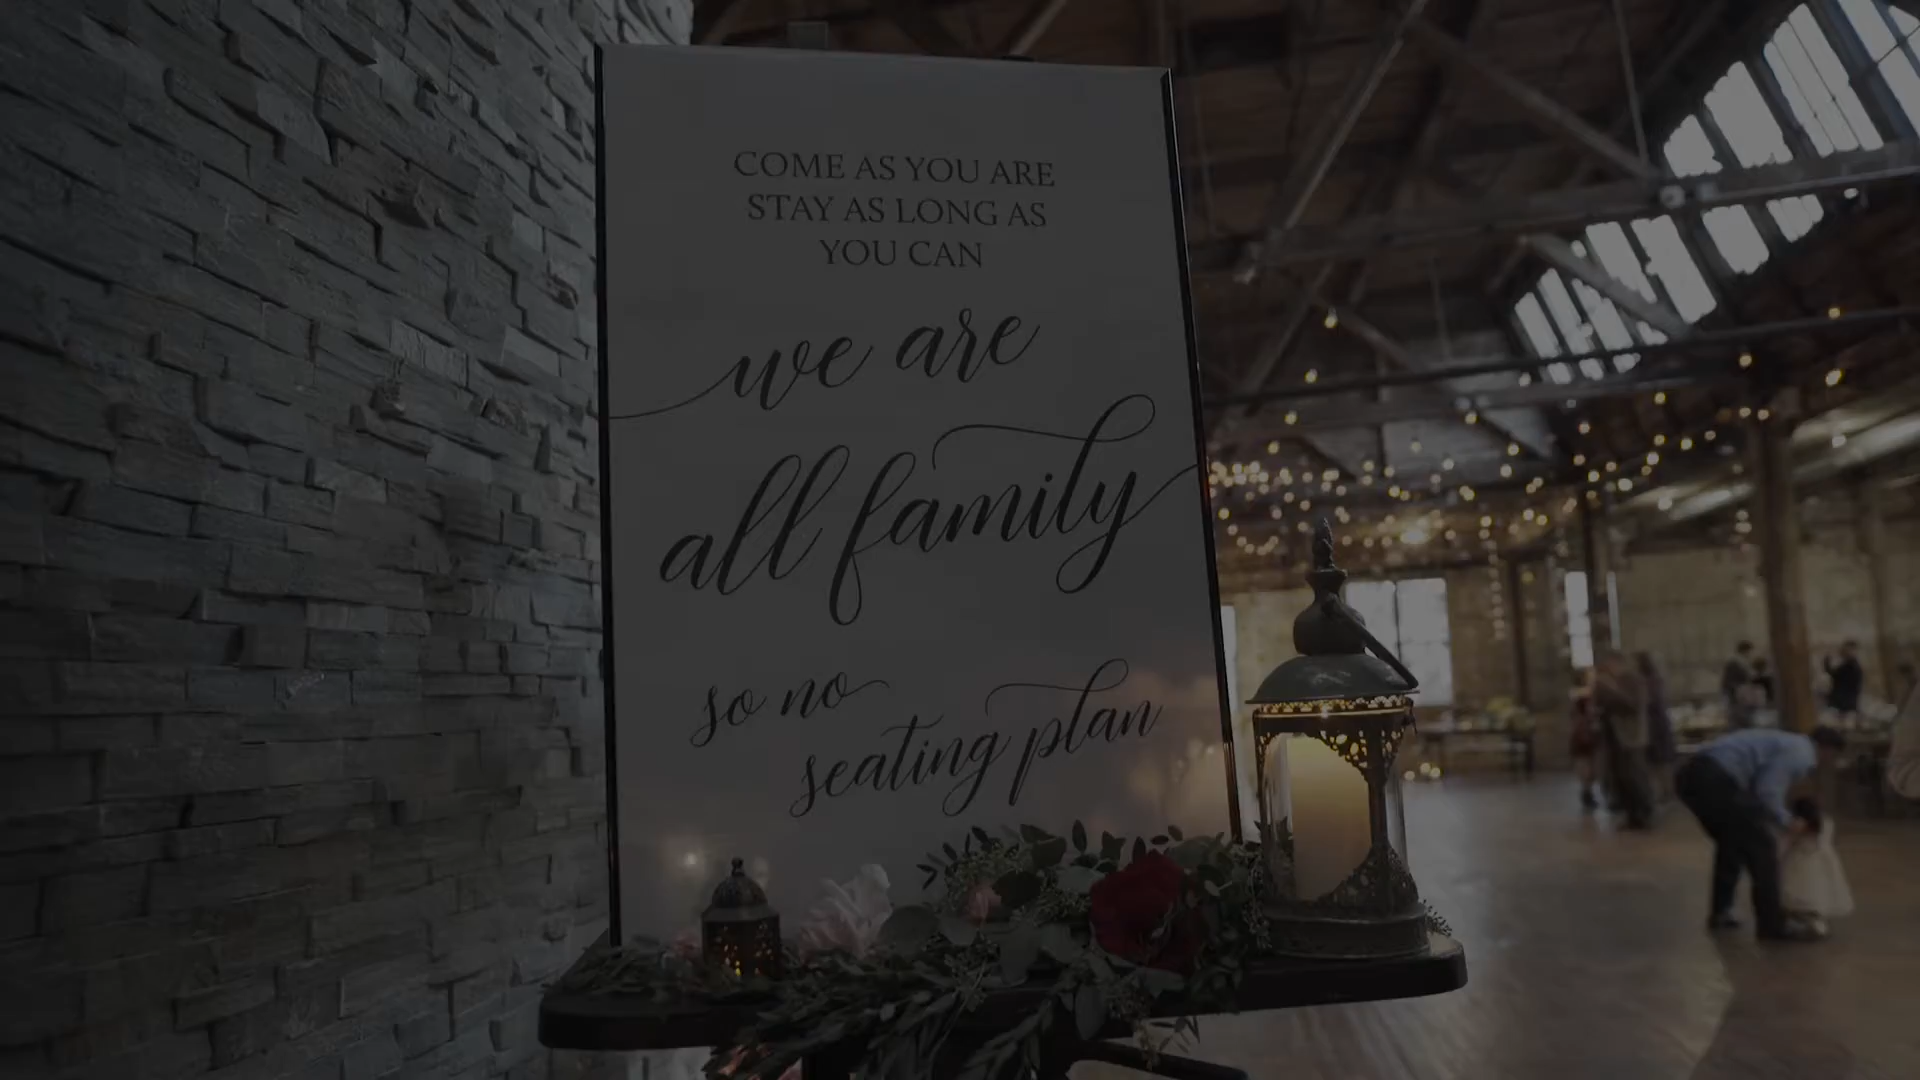 COME AS YOU ARE
STAY AS LONG AS
YOU CAN
we are
all family
so no
seating plan